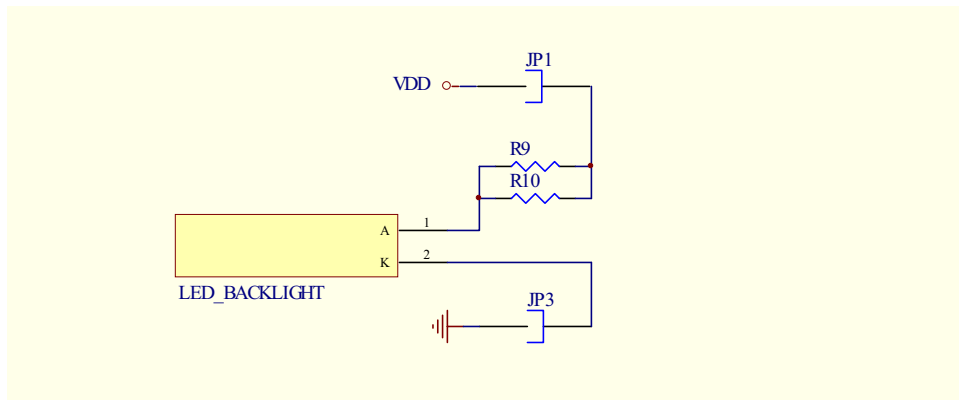 JP1
VDD
R9
R10
A 1
K 2
LED_BACKLIGHT
JP3